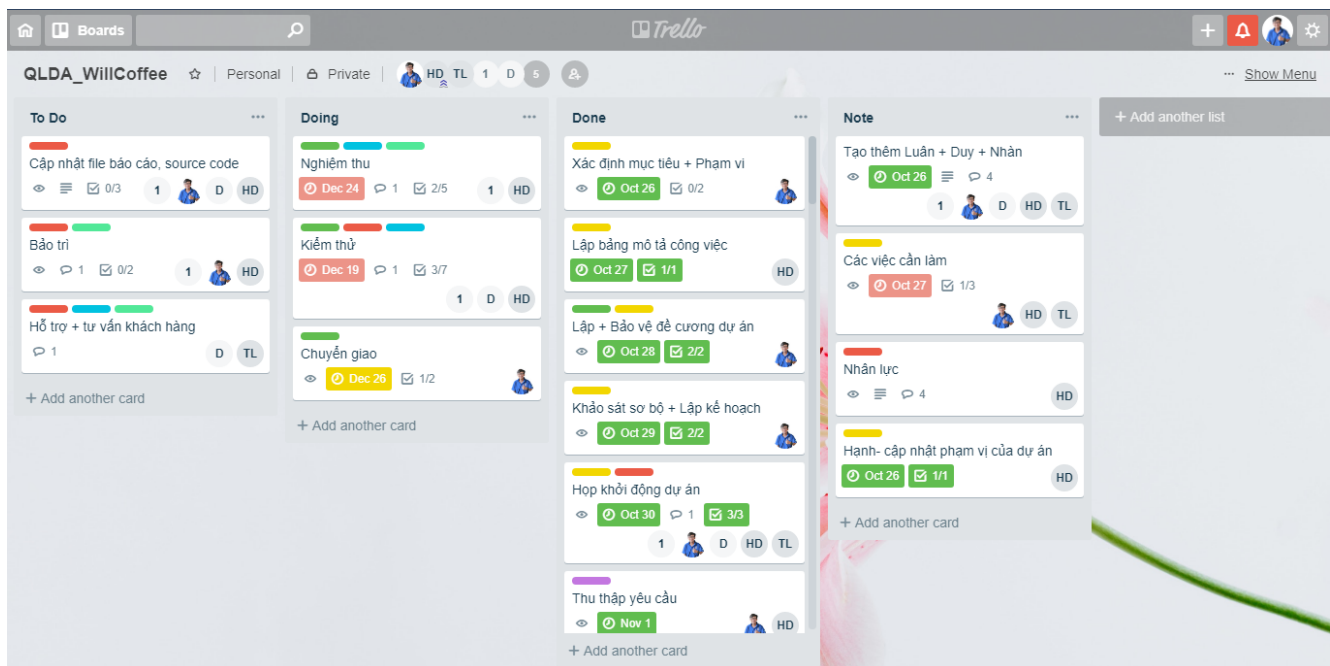 Boards
Trello
QLDA_WillCoffee
Personal
Private
HD TL 1 D 5
... Show Menu
To Do
Cập nhật file báo cáo, source code
0/3 1 D HD
Bảo trì
1 0/2 1 HD
Hỗ trợ + tư vấn khách hàng
1 D TL
+ Add another card
Doing
Nghiệm thu
Dec 24 1 2/5 1 HD
Kiểm thử
Dec 19 1 3/7
1 D HD
Chuyển giao
Dec 26 1/2
+ Add another card
Done
Xác định mục tiêu + Phạm vi
Oct 26 0/2
Lập bảng mô tả công việc
Oct 27 1/1 HD
Lập + Bảo vệ đề cương dự án
Oct 28 2/2
Khảo sát sơ bộ + Lập kế hoạch
Oct 29 2/2
Họp khởi động dự án
Oct 30 1 3/3
1 D HD TL
Thu thập yêu cầu
Nov 1 HD
+ Add another card
Note
Tạo thêm Luân + Duy + Nhàn
Oct 26 4
1 D HD TL
Các việc cần làm
Oct 27 1/3
HD TL
Nhân lực
4 HD
Hạnh- cập nhật phạm vị của dự án
Oct 26 1/1 HD
+ Add another card
+ Add another list